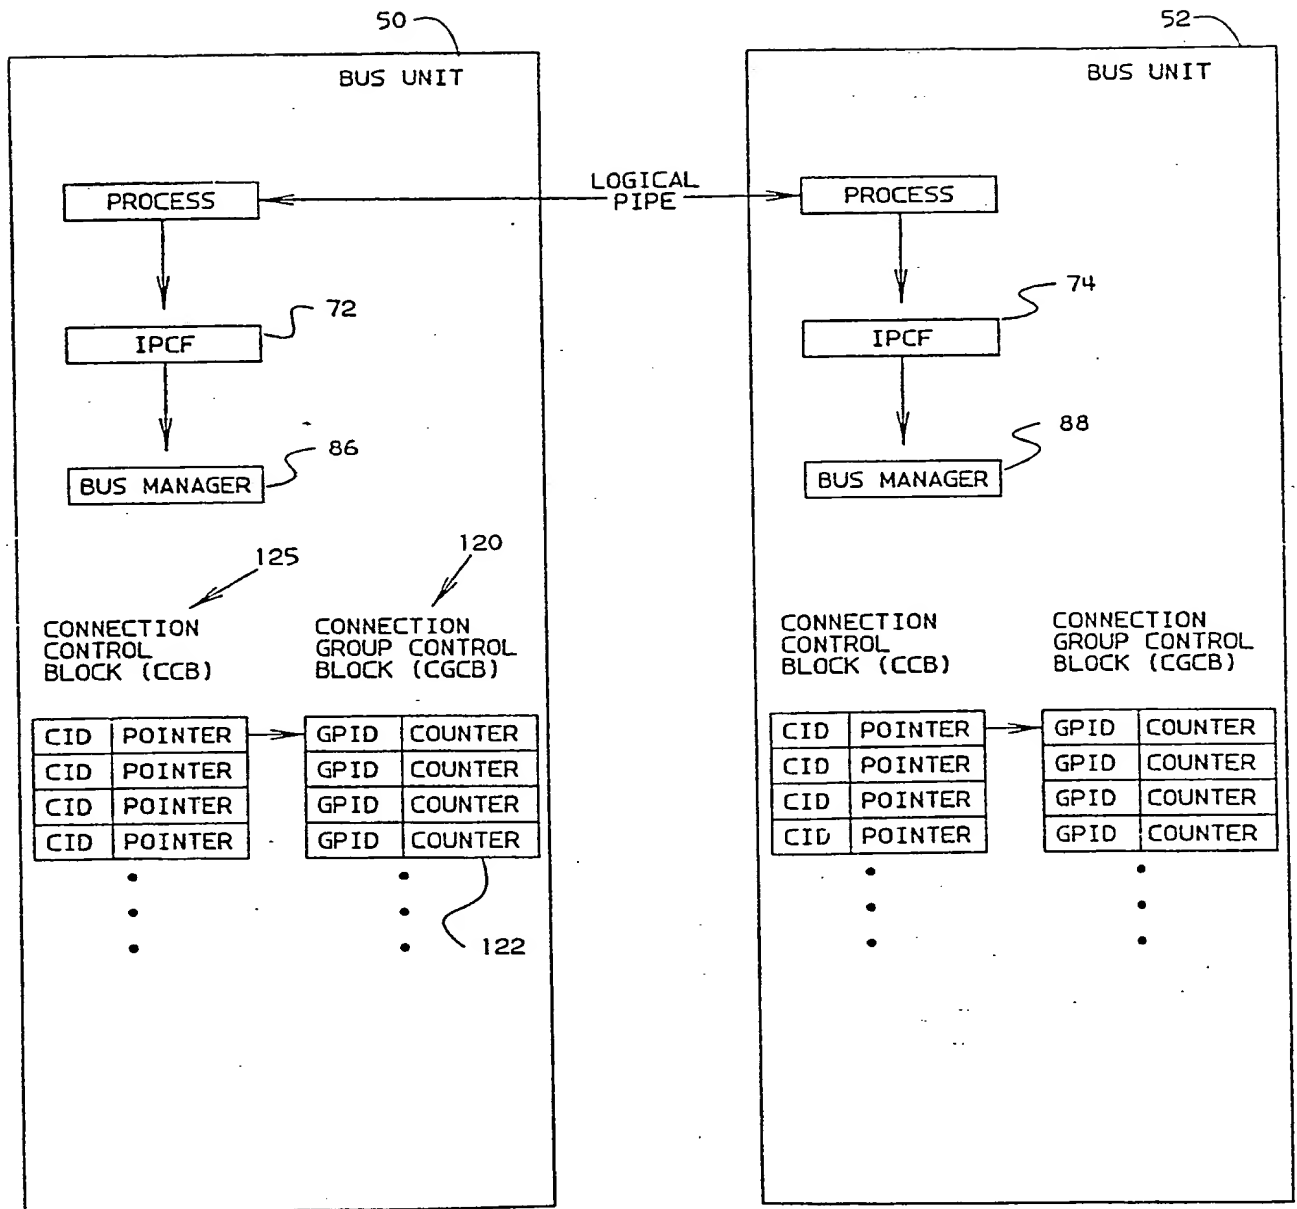 50
52
BUS UNIT
BUS UNIT
PROCESS
LOGICAL
PIPE
PROCESS
72
IPCF
74
IPCF
86
BUS MANAGER
88
BUS MANAGER
125
120
CONNECTION
CONTROL
BLOCK (CCB)
CONNECTION
GROUP CONTROL
BLOCK (CGCB)
CONNECTION
CONTROL
BLOCK (CCB)
CONNECTION
GROUP CONTROL
BLOCK (CGCB)
CID POINTER GPID COUNTER
CID POINTER GPID COUNTER
CID POINTER GPID COUNTER
CID POINTER GPID COUNTER
122
CID POINTER GPID COUNTER
CID POINTER GPID COUNTER
CID POINTER GPID COUNTER
CID POINTER GPID COUNTER